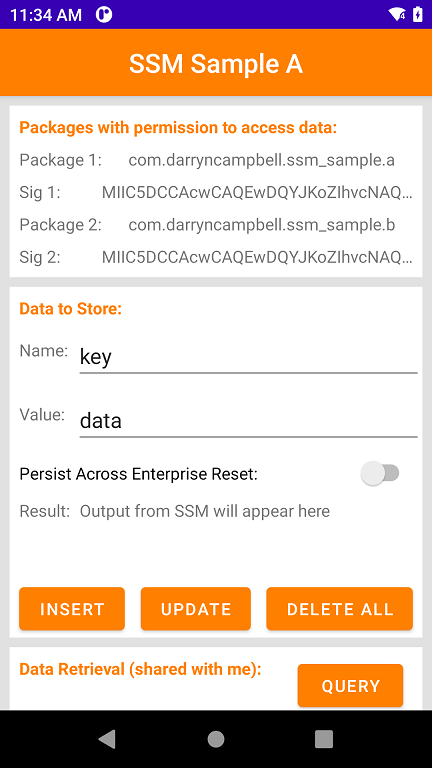 11:34 AM
SSM Sample A
Packages with permission to access data:
Package 1: com.darryncampbell.ssm_sample.a
Sig 1: MIIC5DCCAcwCAQEwDQYJKoZIhvcNAQ…
Package 2: com.darryncampbell.ssm_sample.b
Sig 2: MIIC5DCCAcwCAQEwDQYJKoZIhvcNAQ…
Data to Store:
Name: key
Value: data
Persist Across Enterprise Reset:
Result: Output from SSM will appear here
INSERT UPDATE DELETE ALL
Data Retrieval (shared with me): QUERY